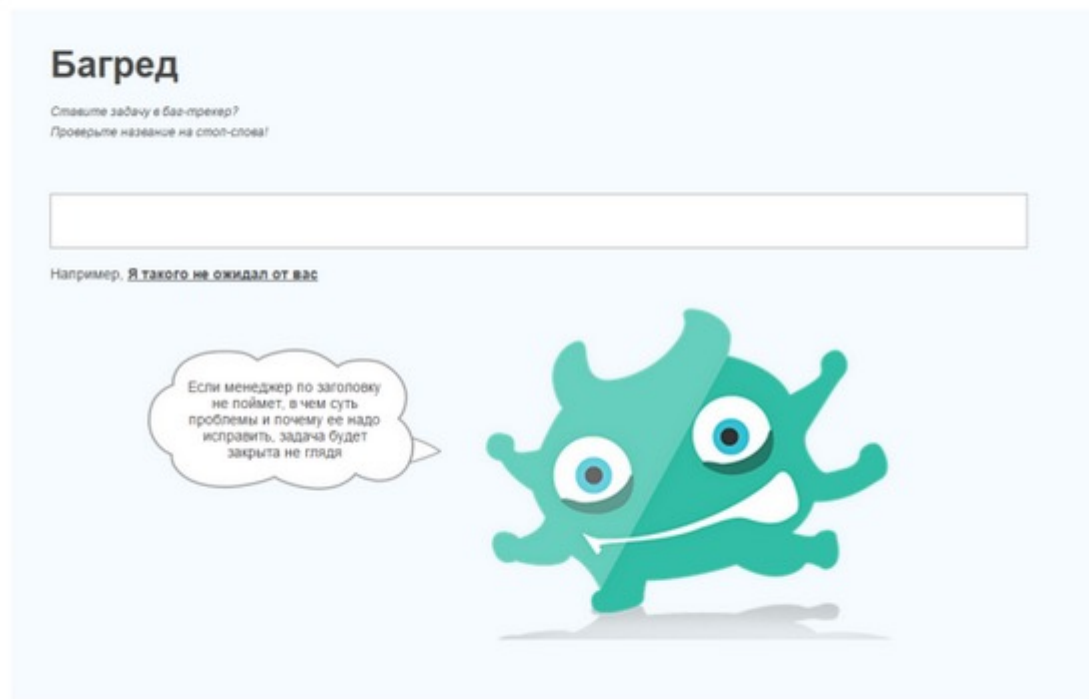 Багред
Ставите задачу в баг-трекер?
Проверьте название на стоп-слова!
Например, Я такого не ожидал от вас
Если менеджер по заголовку
не поймет, в чем суть
проблемы и почему ее надо
исправить, задача будет
закрыта не глядя